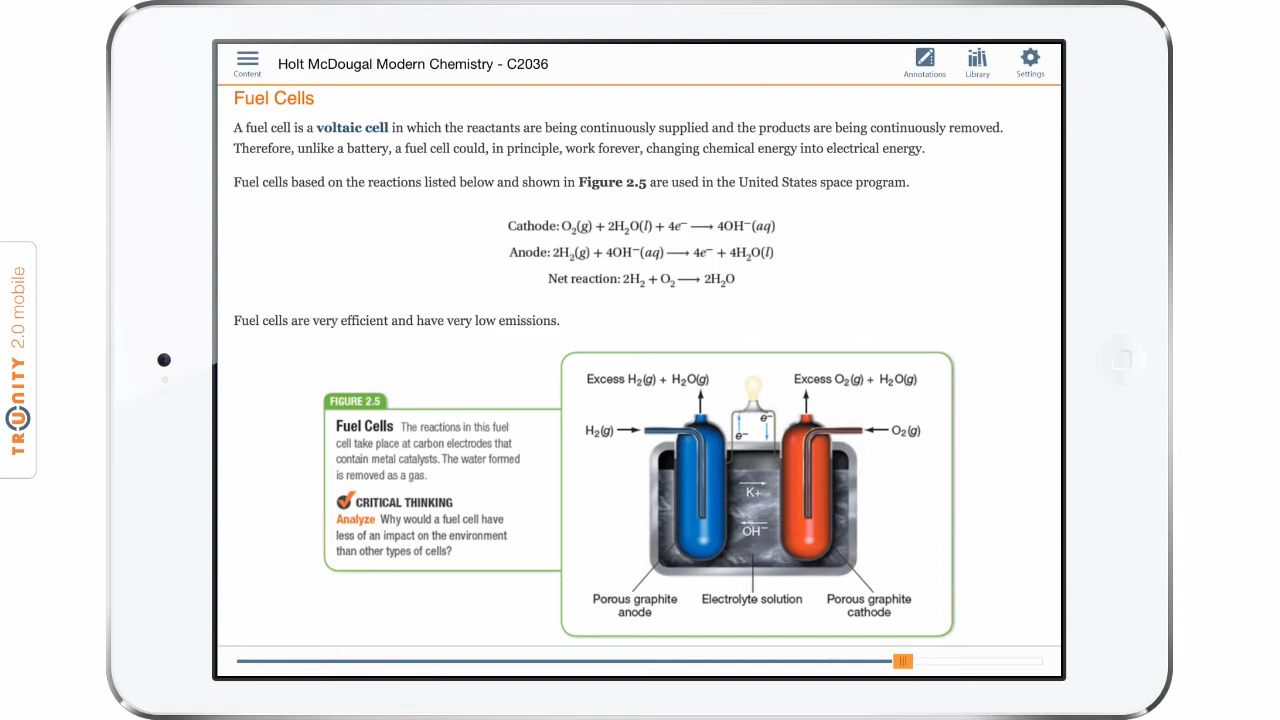 Content
Holt McDougal Modern Chemistry - C2036
Annotations
Library
Settings
Fuel Cells
A fuel cell is a voltaic cell in which the reactants are being continuously supplied and the products are being continuously removed.
Therefore, unlike a battery, a fuel cell could, in principle, work forever, changing chemical energy into electrical energy.
Fuel cells based on the reactions listed below and shown in Figure 2.5 are used in the United States space program.
Cathode: O₂(g) + 2H₂O(l) + 4e⁻ ⟶ 4OH⁻(aq)
Anode: 2H₂(g) + 4OH⁻(aq) ⟶ 4e⁻ + 4H₂O(l)
Net reaction: 2H₂ + O₂ ⟶ 2H₂O
Fuel cells are very efficient and have very low emissions.
FIGURE 2.5
Fuel Cells The reactions in this fuel
cell take place at carbon electrodes that
contain metal catalysts. The water formed
is removed as a gas.
CRITICAL THINKING
Analyze Why would a fuel cell have
less of an impact on the environment
than other types of cells?
Excess H₂(g) + H₂O(g)
Excess O₂(g) + H₂O(g)
H₂(g)
e⁻
e⁻
O₂(g)
K+
OH⁻
Porous graphite
anode
Electrolyte solution
Porous graphite
cathode
TRUNITY 2.0 mobile